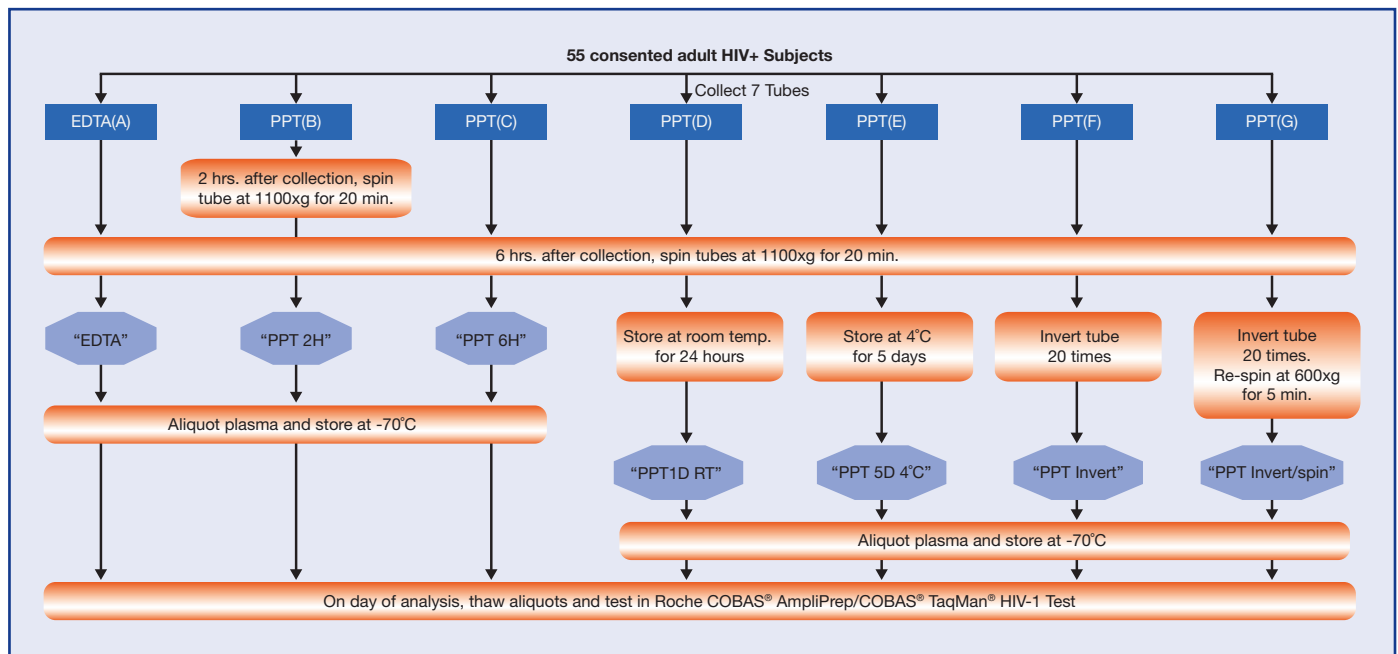 55 consented adult HIV+ Subjects
Collect 7 Tubes
EDTA(A)
PPT(B)
PPT(C)
PPT(D)
PPT(E)
PPT(F)
PPT(G)
2 hrs. after collection, spin
tube at 1100xg for 20 min.
6 hrs. after collection, spin tubes at 1100xg for 20 min.
“EDTA”
“PPT 2H”
“PPT 6H”
Store at room temp.
for 24 hours
Store at 4˚C
for 5 days
Invert tube
20 times
Invert tube
20 times.
Re-spin at 600xg
for 5 min.
Aliquot plasma and store at -70˚C
“PPT1D RT”
“PPT 5D 4˚C”
“PPT Invert”
“PPT Invert/spin”
Aliquot plasma and store at -70˚C
On day of analysis, thaw aliquots and test in Roche COBAS® AmpliPrep/COBAS® TaqMan® HIV-1 Test